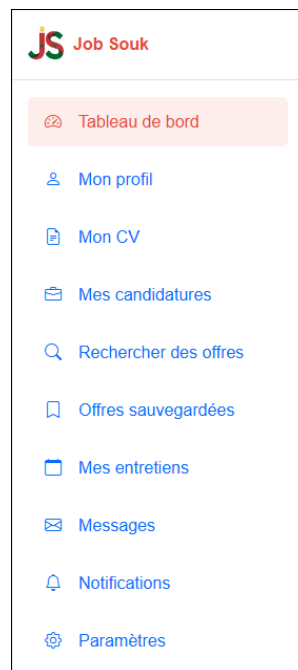 JS Job Souk
Tableau de bord
Mon profil
Mon CV
Mes candidatures
Rechercher des offres
Offres sauvegardées
Mes entretiens
Messages
Notifications
Paramètres